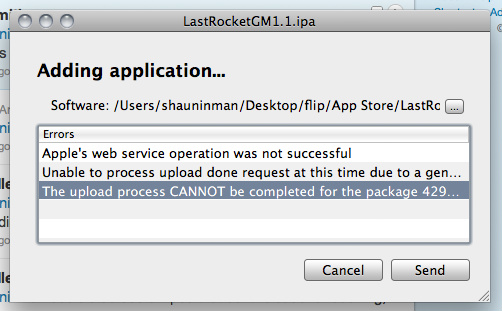 LastRocketGM1.1.ipa
Adding application...
Software: /Users/shauninman/Desktop/flip/App Store/LastRo
...
Errors
Apple's web service operation was not successful
Unable to process upload done request at this time due to a gen...
The upload process CANNOT be completed for the package 429...
Cancel
Send